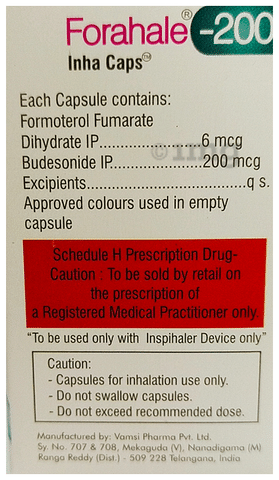 Forahale® -200
Inha Caps™
Each Capsule contains:
Formoterol Fumarate
Dihydrate IP....................6 mcg
Budesonide IP................200 mcg
Excipients.............................q s.
Approved colours used in empty
capsule
Schedule H Prescription Drug-
Caution : To be sold by retail on
the prescription of
a Registered Medical Practitioner only.
"To be used only with Inspihaler Device only"
Caution:
- Capsules for inhalation use only.
- Do not swallow capsules.
- Do not exceed recommended dose.
Manufactured by: Vamsi Pharma Pvt. Ltd.
Sy. No. 707 & 708, Mekaguda (V), Nanadigama (M)
Ranga Reddy (Dist.) - 509 228 Telangana, India